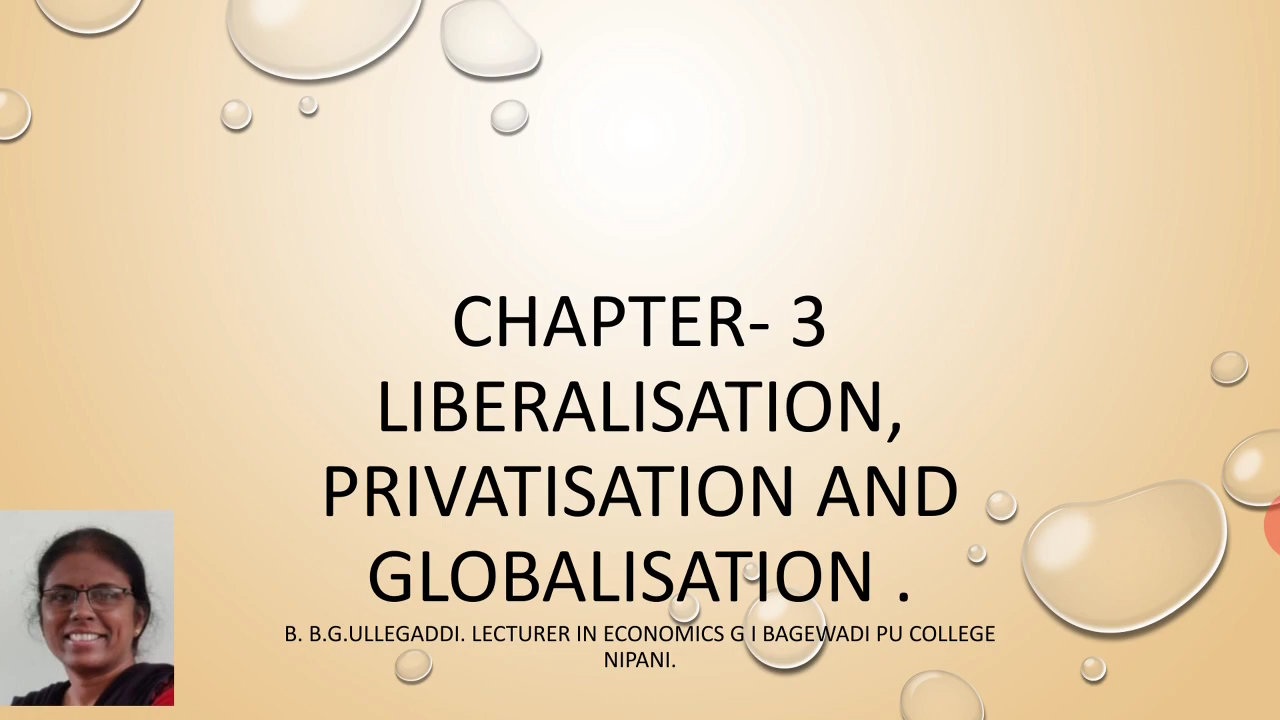 CHAPTER- 3
LIBERALISATION,
PRIVATISATION AND
GLOBALISATION .
B. B.G.ULLEGADDI. LECTURER IN ECONOMICS G I BAGEWADI PU COLLEGE
NIPANI.